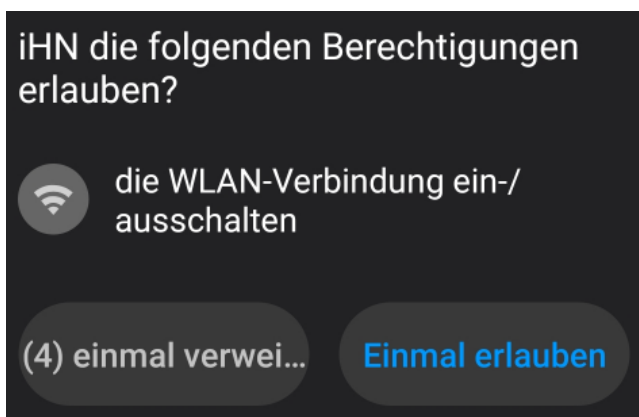 iHN die folgenden Berechtigungen
erlauben?
die WLAN-Verbindung ein-/
ausschalten
(4) einmal verwei...
Einmal erlauben